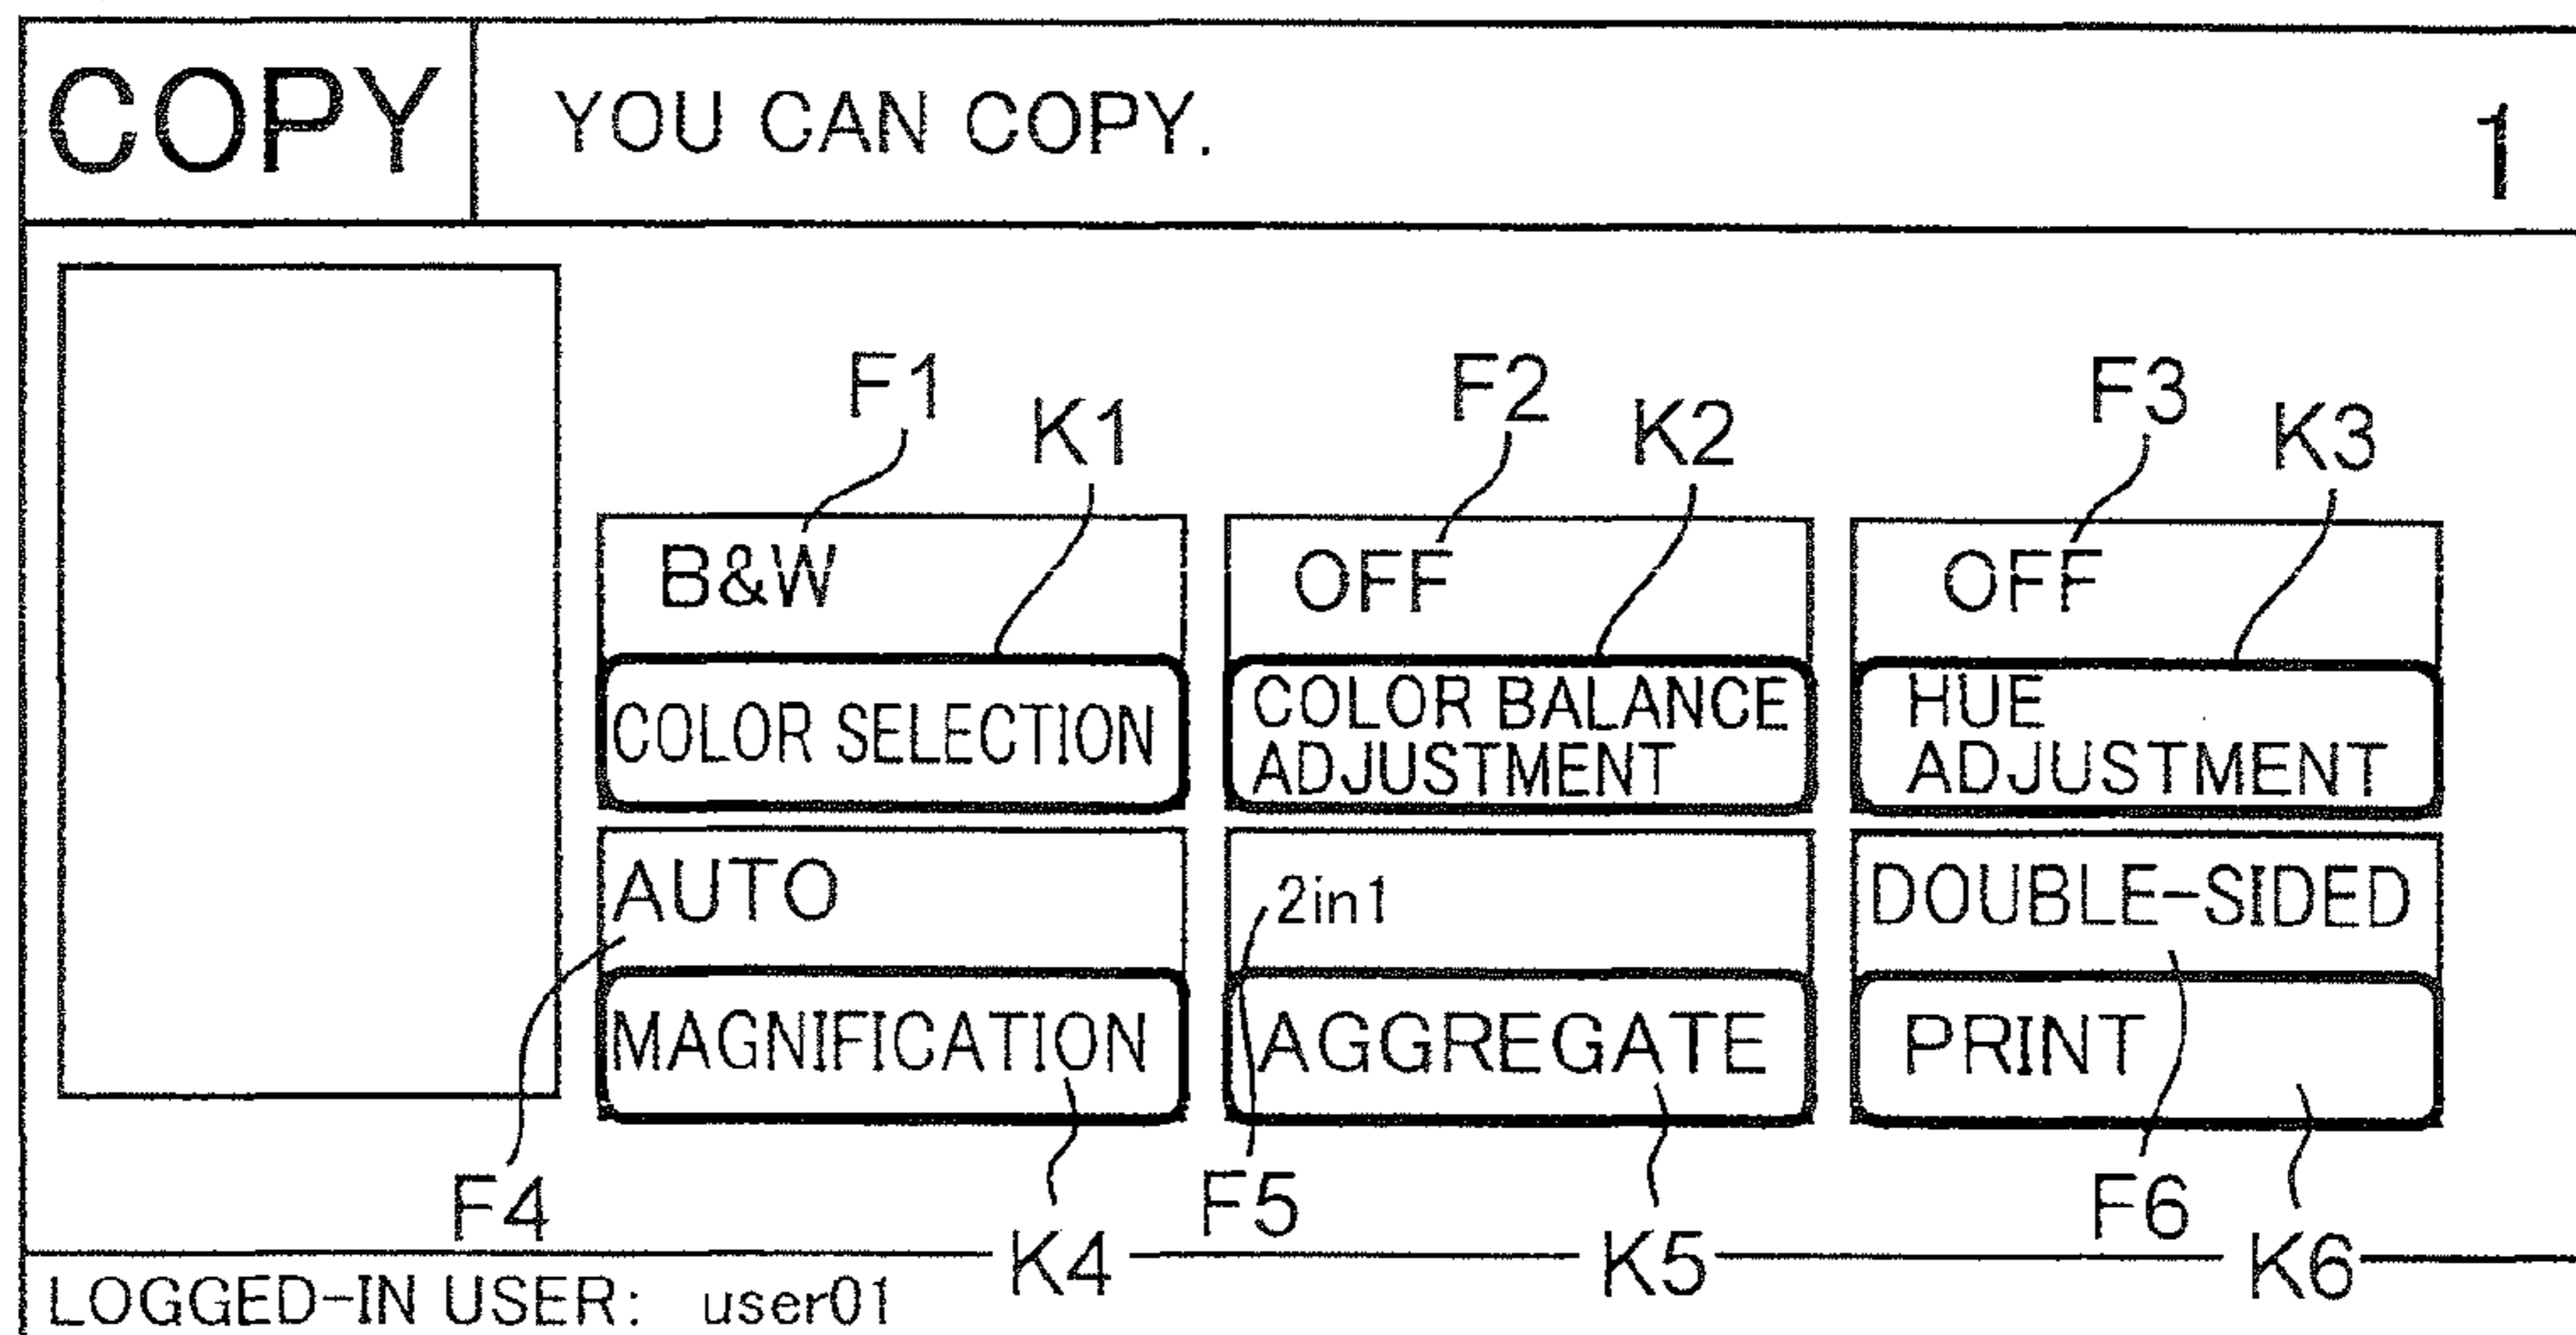 COPY
YOU CAN COPY.
1
F1
K1
F2
K2
F3
K3
B&W
OFF
OFF
COLOR SELECTION
COLOR BALANCE
ADJUSTMENT
HUE
ADJUSTMENT
AUTO
2in1
DOUBLE-SIDED
MAGNIFICATION
AGGREGATE
PRINT
F4
K4
F5
K5
F6
K6
LOGGED-IN USER: user01